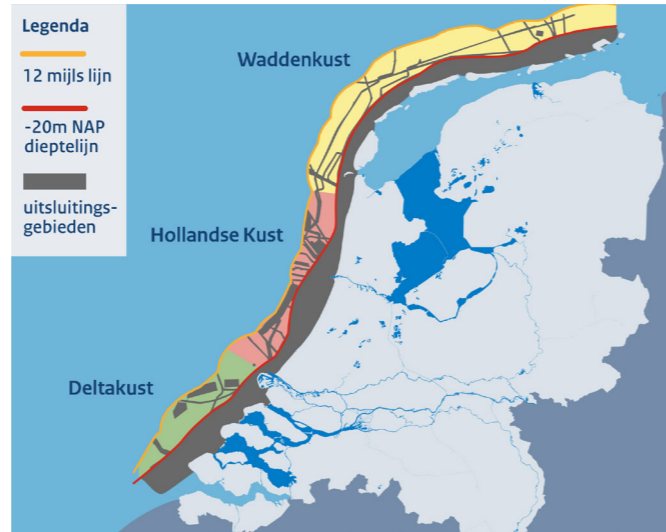 Legenda
12 mijls lijn
-20m NAP
dieptelijn
uitsluitings-
gebieden
Waddenkust
Hollandse Kust
Deltakust